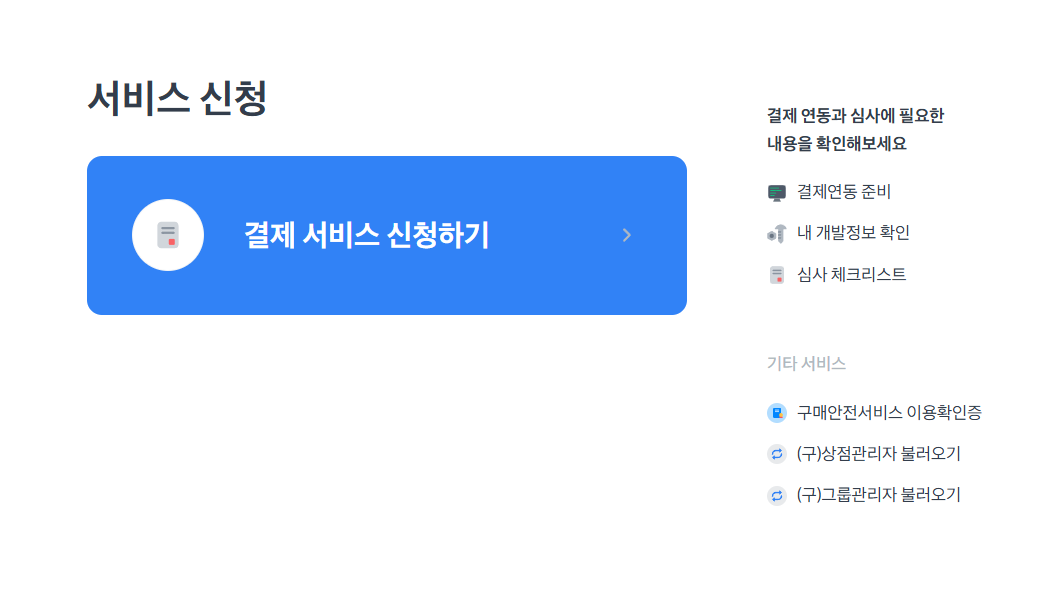 서비스 신청
결제 서비스 신청하기
결제 연동과 심사에 필요한
내용을 확인해보세요
결제연동 준비
내 개발정보 확인
심사 체크리스트
기타 서비스
구매안전서비스 이용확인증
(구)상점관리자 불러오기
(구)그룹관리자 불러오기